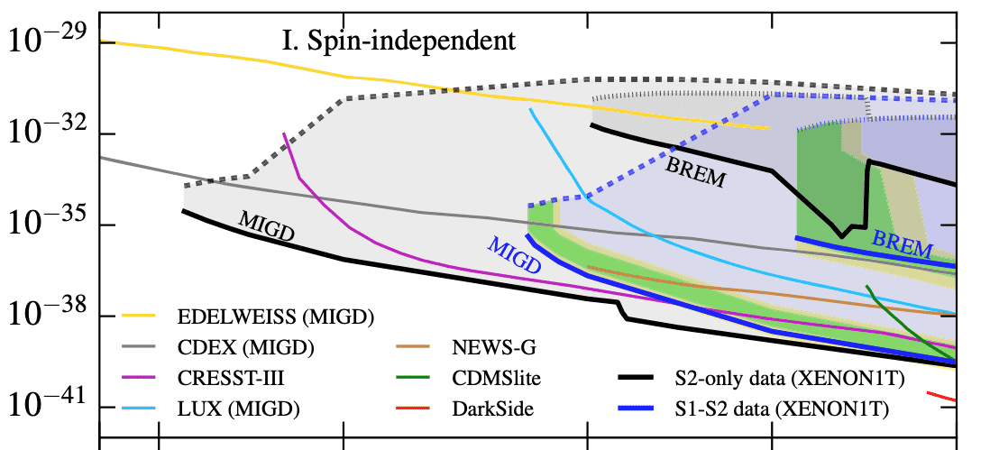 I. Spin-independent
10⁻²⁹
10⁻³²
10⁻³⁵
10⁻³⁸
10⁻⁴¹
BREM
MIGD
MIGD
BREM
EDELWEISS (MIGD)
CDEX (MIGD)
CRESST-III
LUX (MIGD)
NEWS-G
CDMSlite
DarkSide
S2-only data (XENON1T)
S1-S2 data (XENON1T)